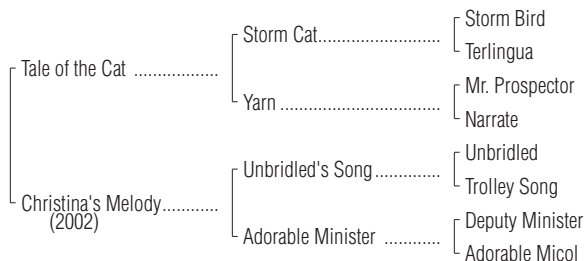 Storm Bird
Storm Cat..............................
Terlingua
Tale of the Cat ..................
Mr. Prospector
Yarn .......................................
Narrate
Unbridled
Unbridled's Song................
Trolley Song
Christina's Melody............
(2002)
Deputy Minister
Adorable Minister ............
Adorable Micol